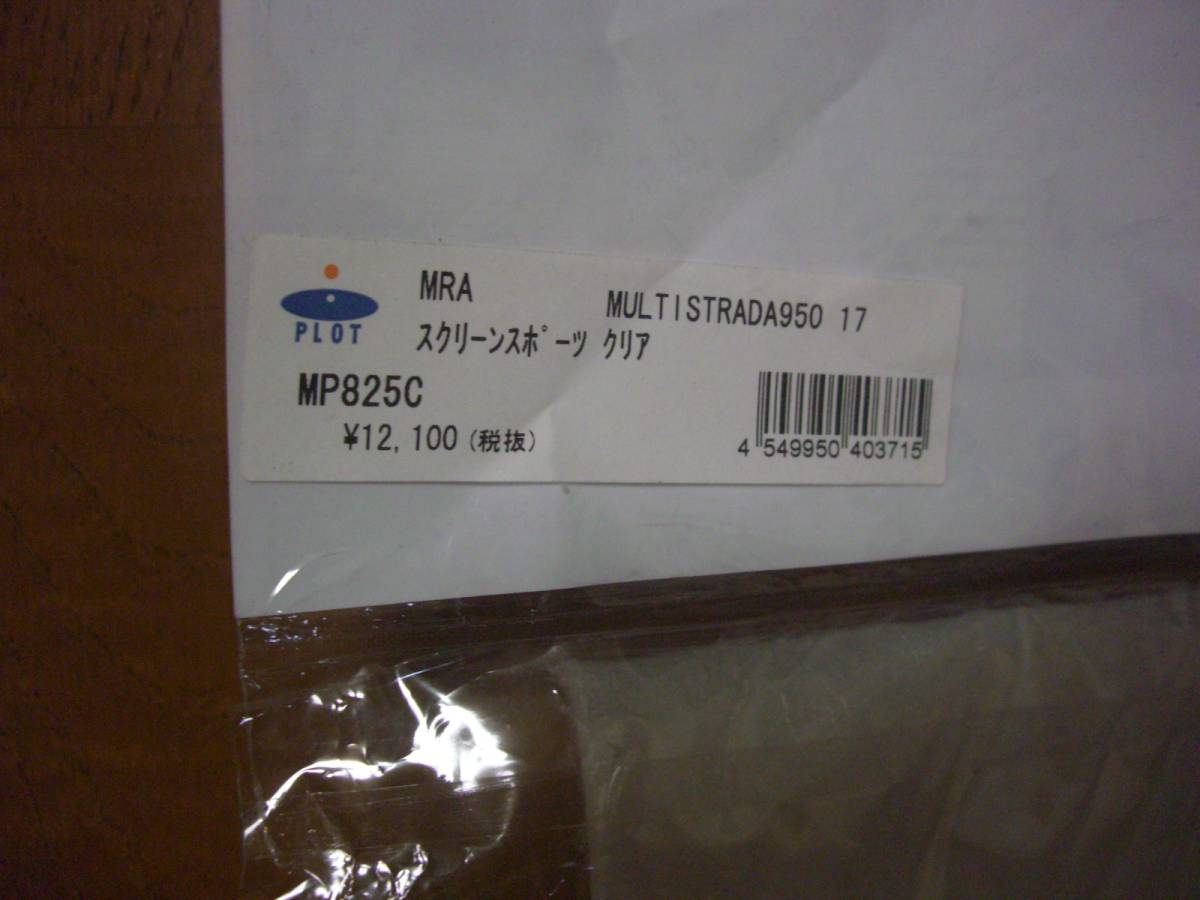 PLOT
MRA
MULTISTRADA950 17
ｽｸﾘｰﾝｽﾎﾟｰﾂ ｸﾘｱ
MP825C
¥12,100(税抜)
4 549950 403715